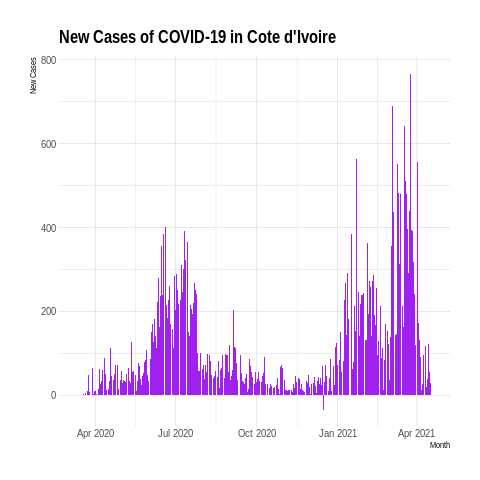 New Cases of COVID-19 in Cote d'Ivoire
New Cases
800
600
400
200
0
Apr 2020 Jul 2020 Oct 2020 Jan 2021 Apr 2021
Month